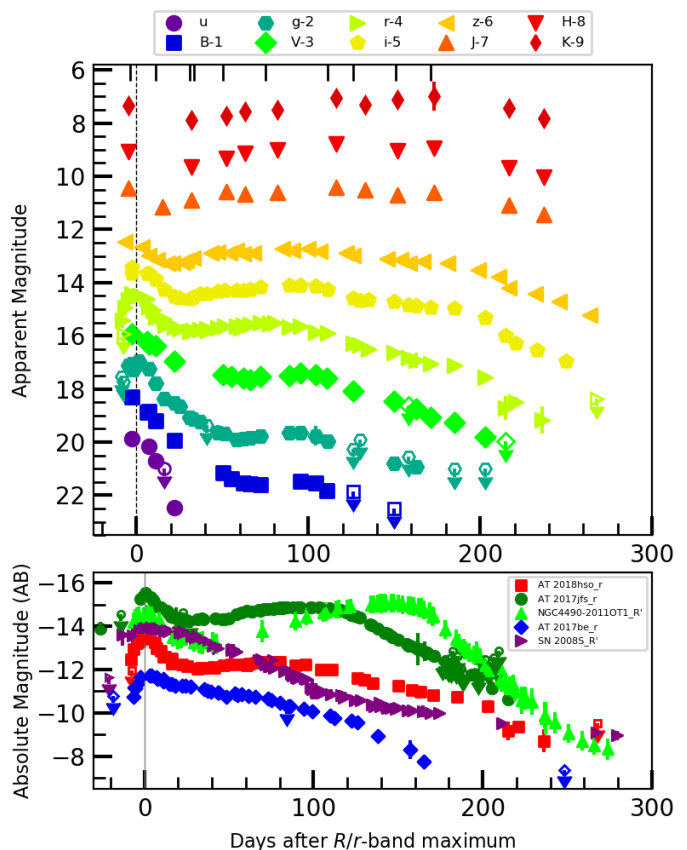 u g-2 r-4 z-6 H-8
B-1 V-3 i-5 J-7 K-9
6
8
10
12
14
16
18
20
22
Apparent Magnitude
0 100 200 300
−16
−14
−12
−10
−8
Absolute Magnitude (AB)
AT 2018hso_r
AT 2017jfs_r
NGC4490-2011OT1_R'
AT 2017be_r
SN 2008S_R'
0 100 200 300
Days after R/r-band maximum